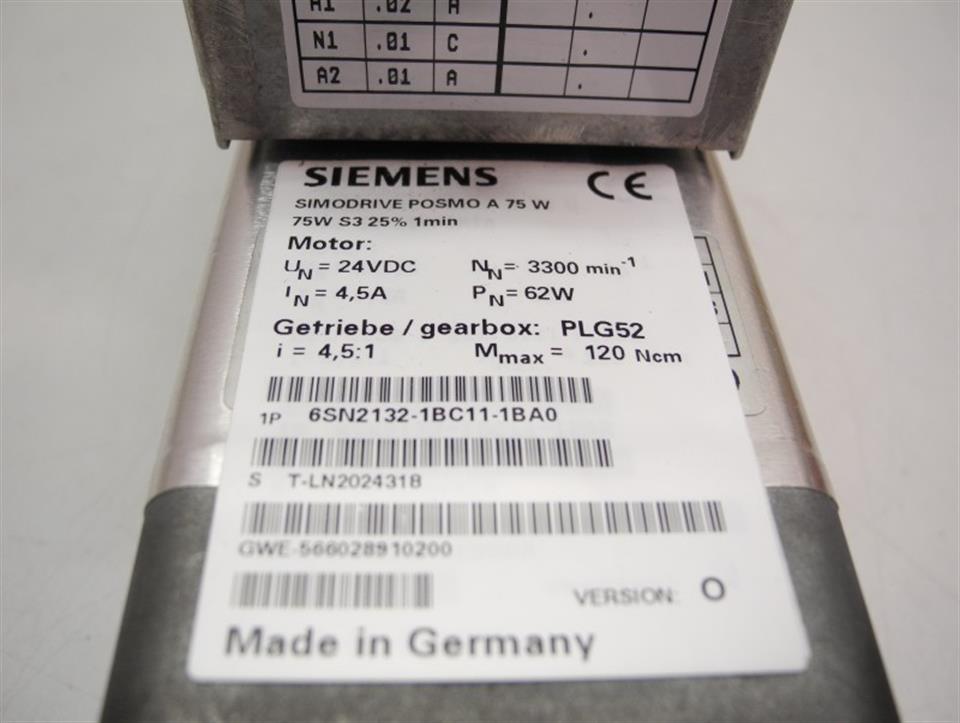 A1 .02 A .
N1 .01 C .
A2 .01 A .
SIEMENS CE
SIMODRIVE POSMO A 75 W
75W S3 25% 1min
Motor:
UN = 24VDC NN = 3300 min-1
IN = 4,5A PN = 62W
Getriebe / gearbox: PLG52
i = 4,5:1 Mmax = 120 Ncm
1P 6SN2132-1BC11-1BA0
S T-LN2024318
GWE-566028910200
VERSION: O
Made in Germany